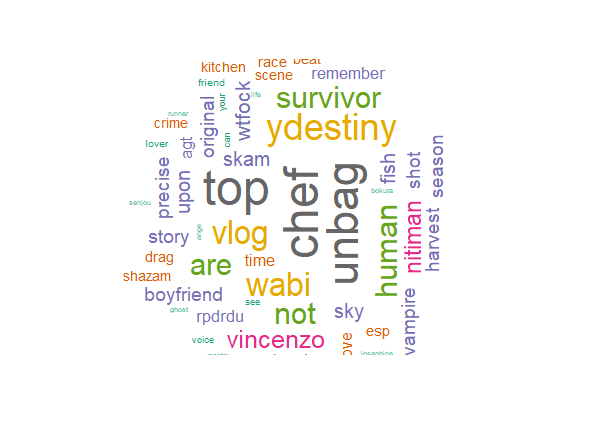 race beat
kitchen
scene
remember
friend
your
life
survivor
original
wtfock
runner
crime
can
ydestiny
lover
agt
skam
fish
shot
season
precise
upon
top
chef
unbag
bokura
senjou
human
nitiman
harvest
story
ange
vlog
drag
are
time
shazam
wabi
boyfriend
see
vampire
ghost
rpdrdu
not
sky
esp
voice
vincenzo
josephine